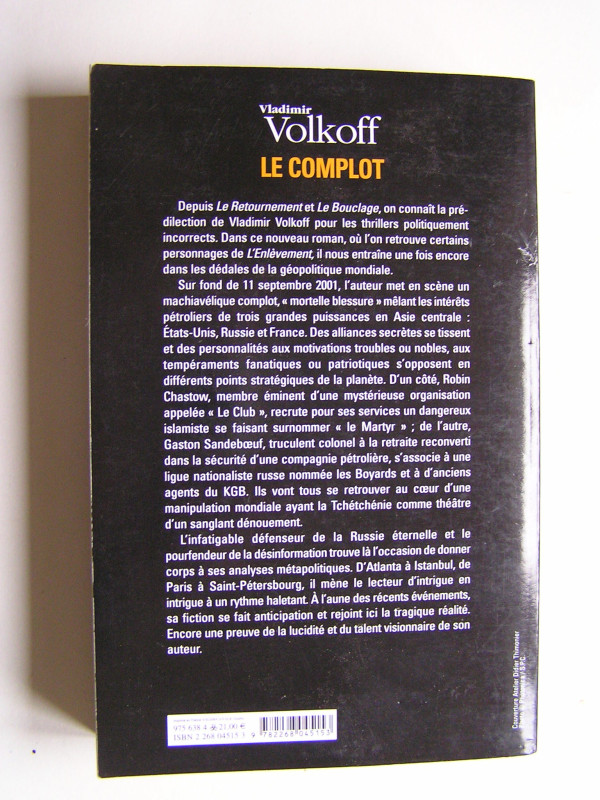 Vladimir
Volkoff
LE COMPLOT
Depuis Le Retournement et Le Bouclage, on connaît la pré-
dilection de Vladimir Volkoff pour les thrillers politiquement
incorrects. Dans ce nouveau roman, où l'on retrouve certains
personnages de L'Enlèvement, il nous entraîne une fois encore
dans les dédales de la géopolitique mondiale.
Sur fond de 11 septembre 2001, l'auteur met en scène un
machiavélique complot, « mortelle blessure » mêlant les intérêts
pétroliers de trois grandes puissances en Asie centrale :
États-Unis, Russie et France. Des alliances secrètes se tissent
et des personnalités aux motivations troubles ou nobles, aux
tempéraments fanatiques ou patriotiques s'opposent en
différents points stratégiques de la planète. D'un côté, Robin
Chastow, membre éminent d'une mystérieuse organisation
appelée « Le Club », recrute pour ses services un dangereux
islamiste se faisant surnommer « le Martyr » ; de l'autre,
Gaston Sandebœuf, truculent colonel à la retraite reconverti
dans la sécurité d'une compagnie pétrolière, s'associe à une
ligue nationaliste russe nommée les Boyards et à d'anciens
agents du KGB. Ils vont tous se retrouver au cœur d'une
manipulation mondiale ayant la Tchétchénie comme théâtre
d'un sanglant dénouement.
L'infatigable défenseur de la Russie éternelle et le
pourfendeur de la désinformation trouve là l'occasion de donner
corps à ses analyses métapolitiques. D'Atlanta à Istanbul, de
Paris à Saint-Pétersbourg, il mène le lecteur d'intrigue en
intrigue à un rythme haletant. À l'aune des récents événements,
sa fiction se fait anticipation et rejoint ici la tragique réalité.
Encore une preuve de la lucidité et du talent visionnaire de son
auteur.
Couverture Atelier Didier Thimonier
975 638.4 21.00 €
ISBN 2 268 04515 5
9 782268 045153